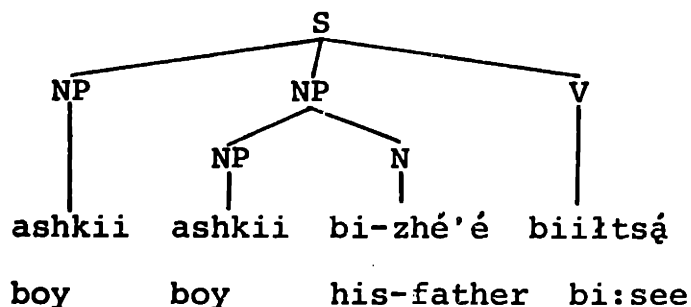 S
NP NP V
NP N
ashkii ashkii bi-zhé'é biiłtsą́
boy boy his-father bi:see